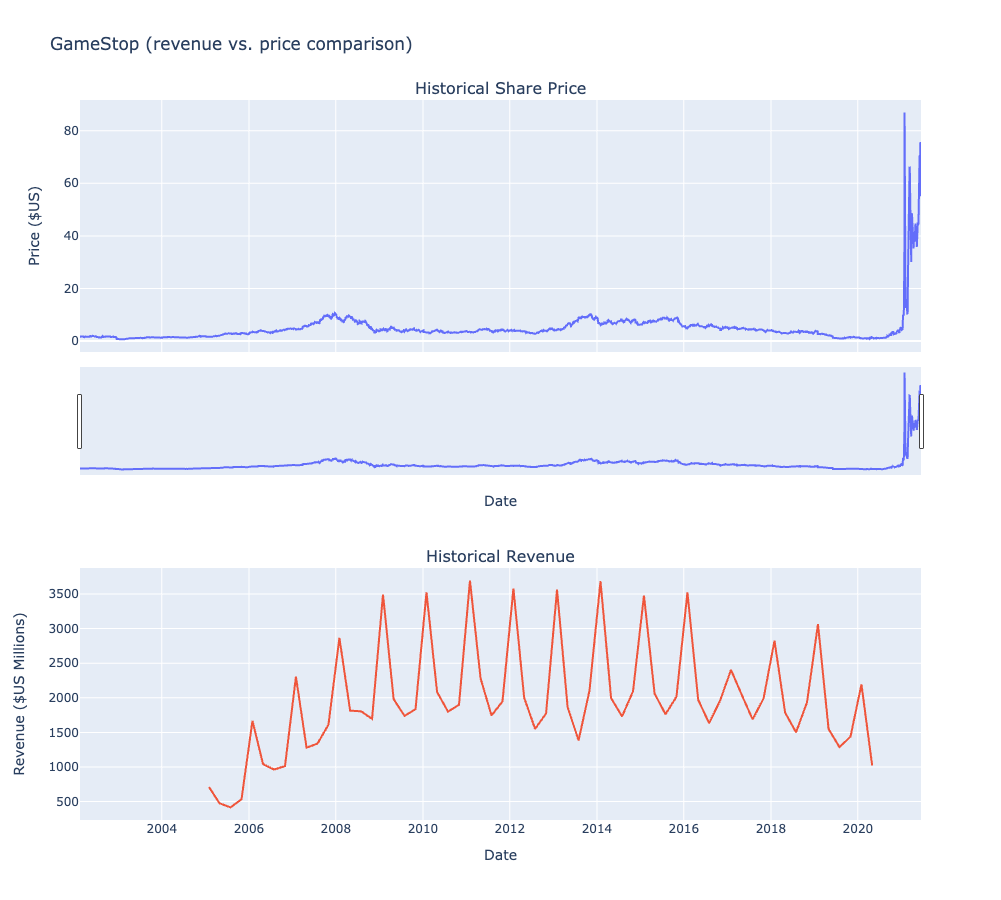 GameStop (revenue vs. price comparison)
Historical Share Price
80
60
40
20
0
Price ($US)
Date
Historical Revenue
3500
3000
2500
2000
1500
1000
500
Revenue ($US Millions)
2004 2006 2008 2010 2012 2014 2016 2018 2020
Date